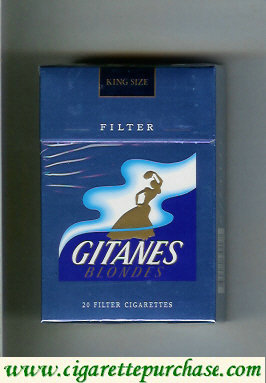 KING SIZE
FILTER
GITANES
BLONDES
20 FILTER CIGARETTES
www.cigarettepurchase.com